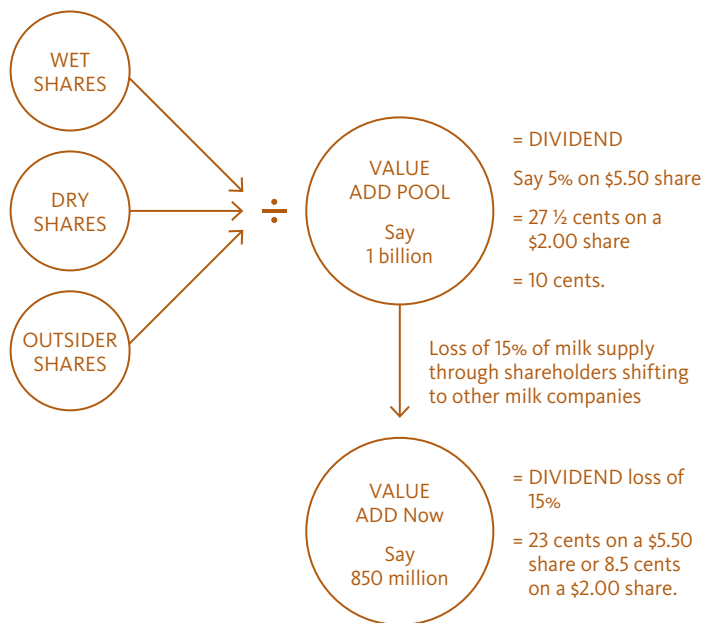 WET
SHARES
DRY
SHARES
OUTSIDER
SHARES
÷
VALUE
ADD POOL
Say
1 billion
= DIVIDEND
Say 5% on $5.50 share
= 27 ½ cents on a
$2.00 share
= 10 cents.
Loss of 15% of milk supply
through shareholders shifting
to other milk companies
VALUE
ADD Now
Say
850 million
= DIVIDEND loss of
15%
= 23 cents on a $5.50
share or 8.5 cents
on a $2.00 share.